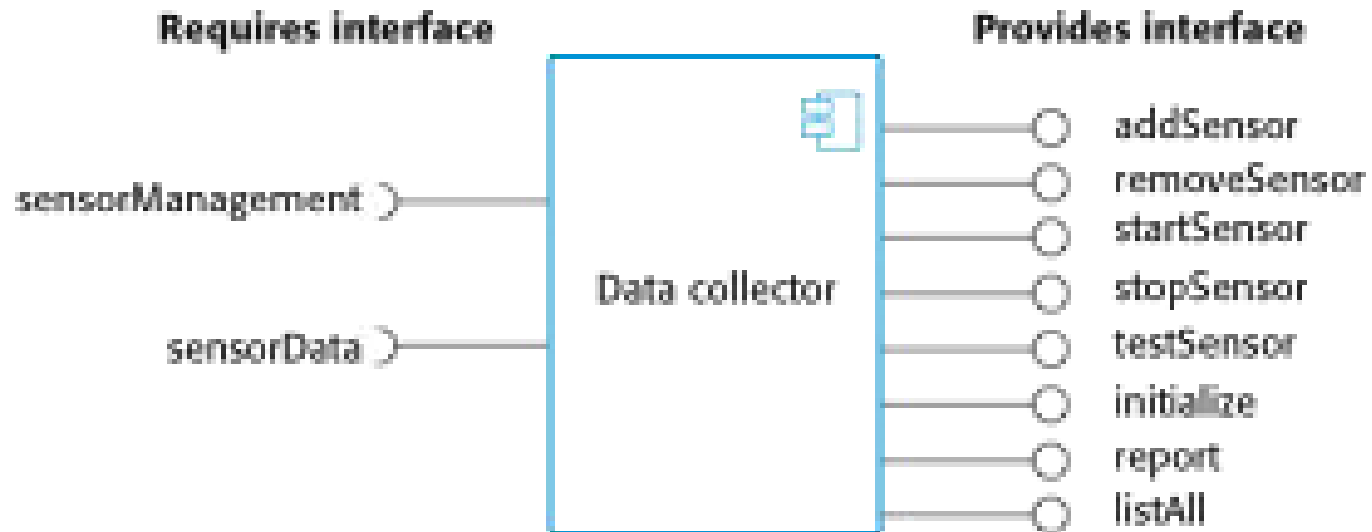 Requires interface
Provides interface
addSensor
removeSensor
sensorManagement
startSensor
Data collector
stopSensor
sensorData
testSensor
initialize
report
listAll